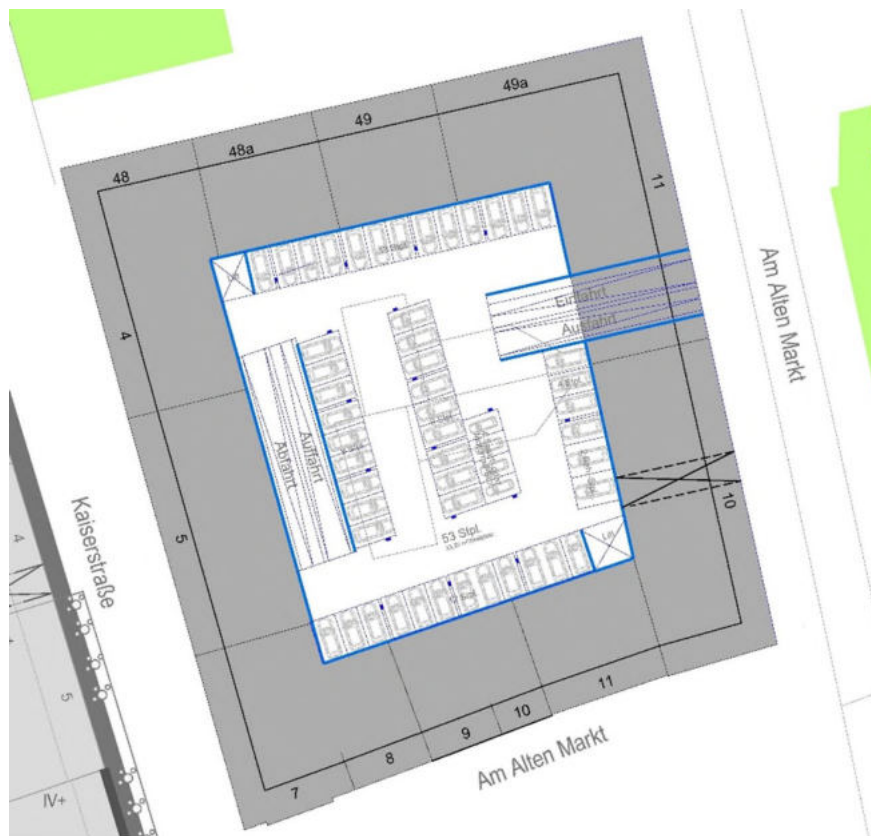 49a
49
48a
48
11
Am Alten Markt
Einfahrt
Ausfahrt
4
Abfahrt
Auffahrt
Kaiserstraße
5
53 Stpl.
Lift
10
4
5
IV+
7
8
9
10
11
Am Alten Markt